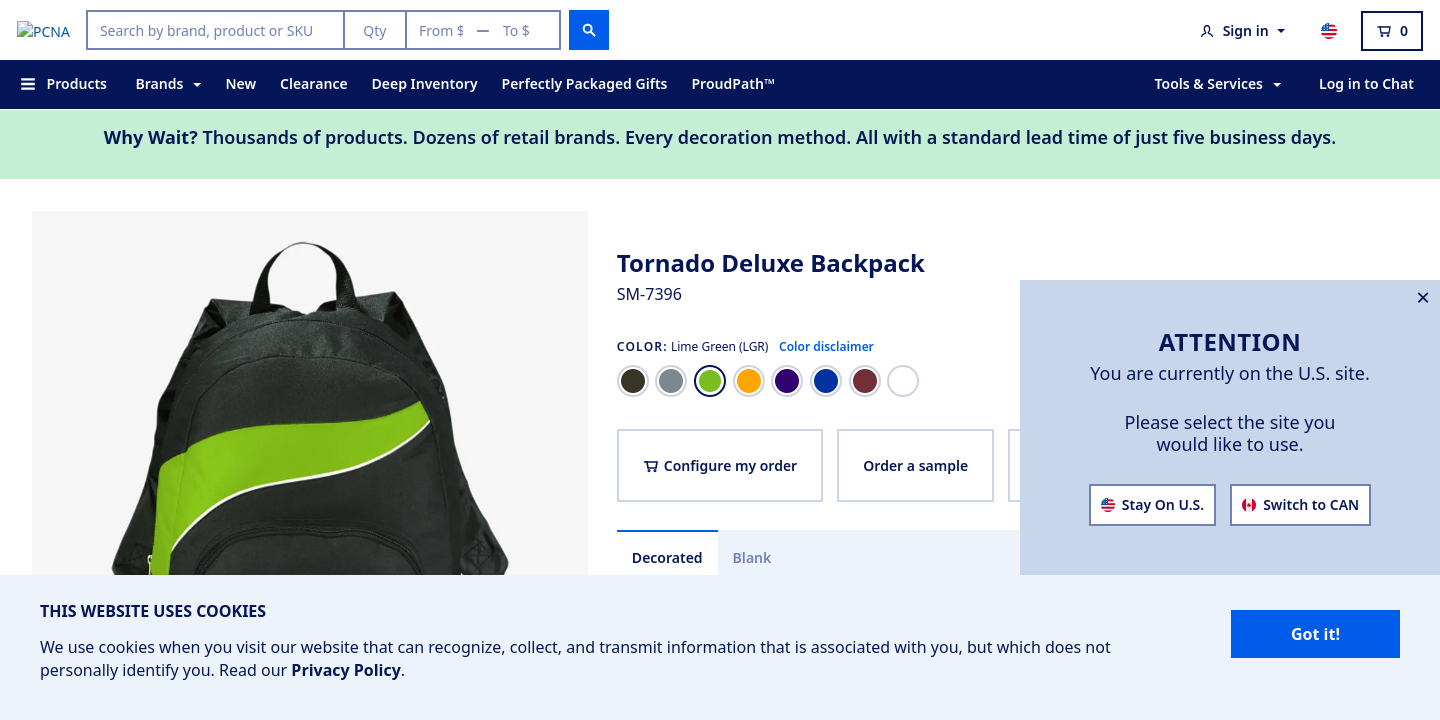 PCNA
Search by brand, product or SKU
Qty
From $ — To $
Sign in
0
Products
Brands
New
Clearance
Deep Inventory
Perfectly Packaged Gifts
ProudPath™
Tools & Services
Log in to Chat
Why Wait? Thousands of products. Dozens of retail brands. Every decoration method. All with a standard lead time of just five business days.
Tornado Deluxe Backpack
SM-7396
COLOR: Lime Green (LGR) Color disclaimer
Configure my order
Order a sample
Decorated
Blank
ATTENTION
You are currently on the U.S. site.
Please select the site you
would like to use.
Stay On U.S.
Switch to CAN
THIS WEBSITE USES COOKIES
We use cookies when you visit our website that can recognize, collect, and transmit information that is associated with you, but which does not
personally identify you. Read our Privacy Policy.
Got it!